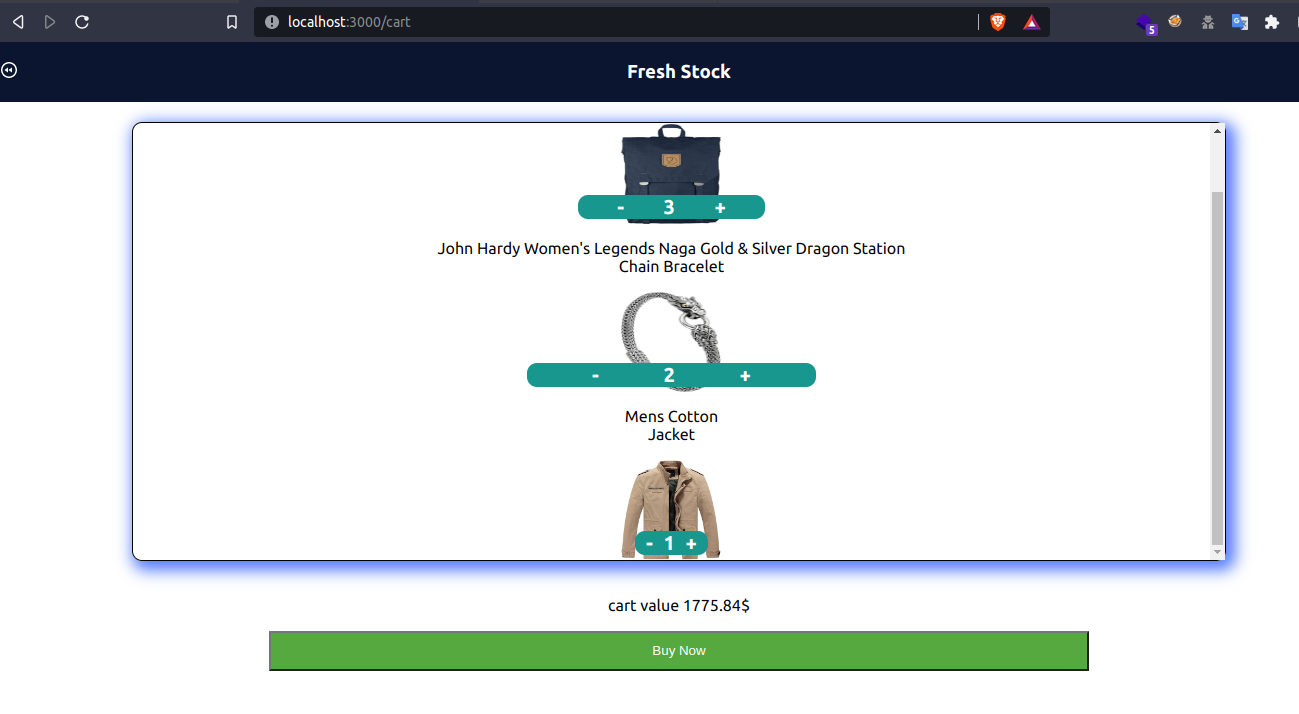 localhost:3000/cart
5
Fresh Stock
- 3 +
John Hardy Women's Legends Naga Gold & Silver Dragon Station
Chain Bracelet
- 2 +
Mens Cotton
Jacket
- 1 +
cart value 1775.84$
Buy Now